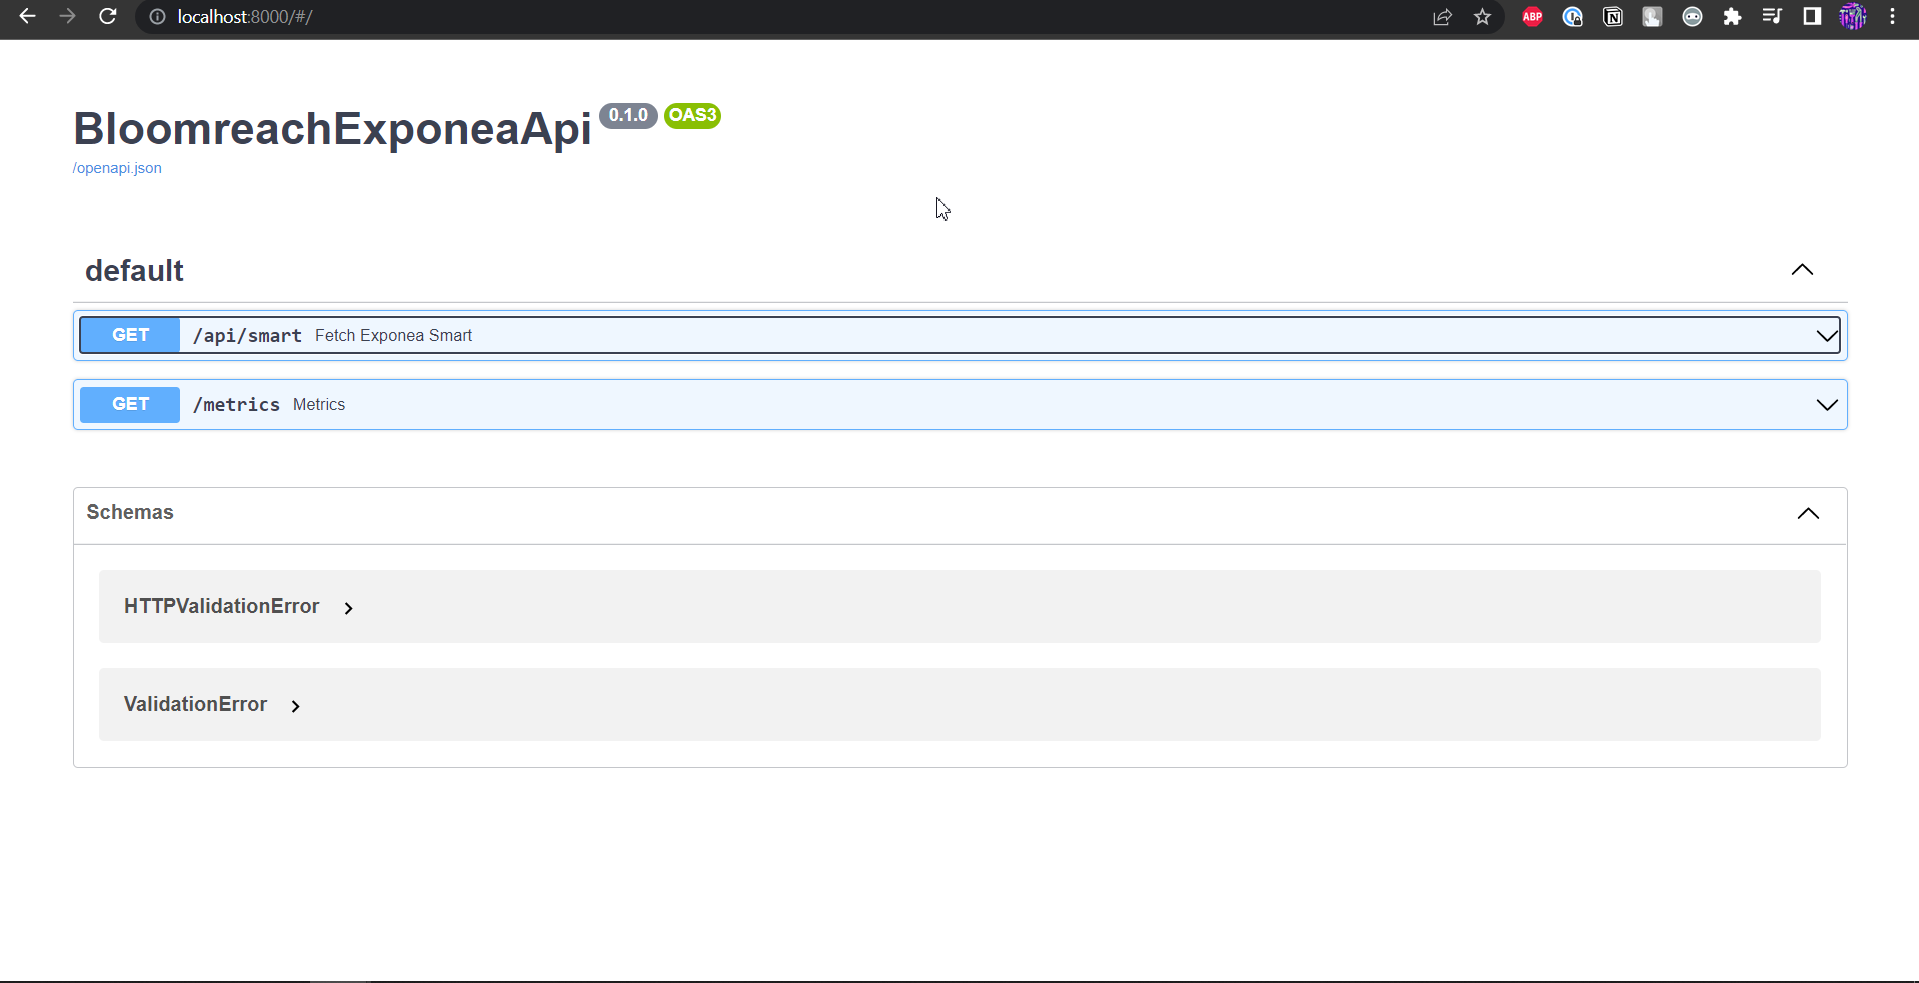 localhost:8000/#/
ABP
BloomreachExponeaApi 0.1.0 OAS3
/openapi.json
default
GET /api/smart Fetch Exponea Smart
GET /metrics Metrics
Schemas
HTTPValidationError
ValidationError